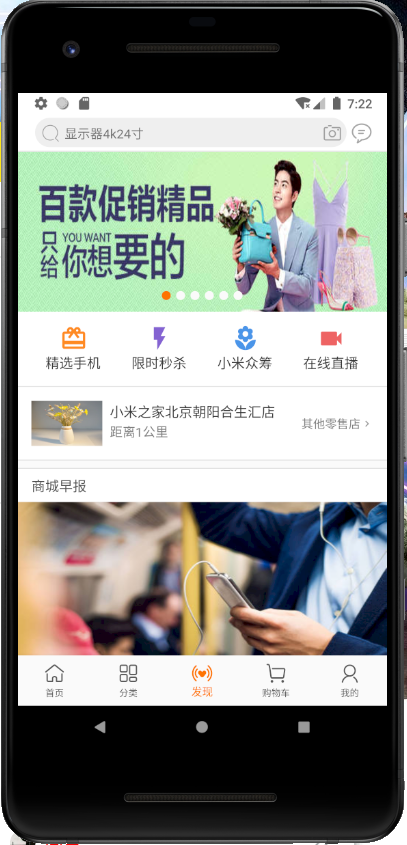 7:22
显示器4k24寸
百款促销精品
只给
YOU WANT
你想要的
精选手机
限时秒杀
小米众筹
在线直播
小米之家北京朝阳合生汇店
距离1公里
其他零售店
商城早报
首页
分类
发现
购物车
我的